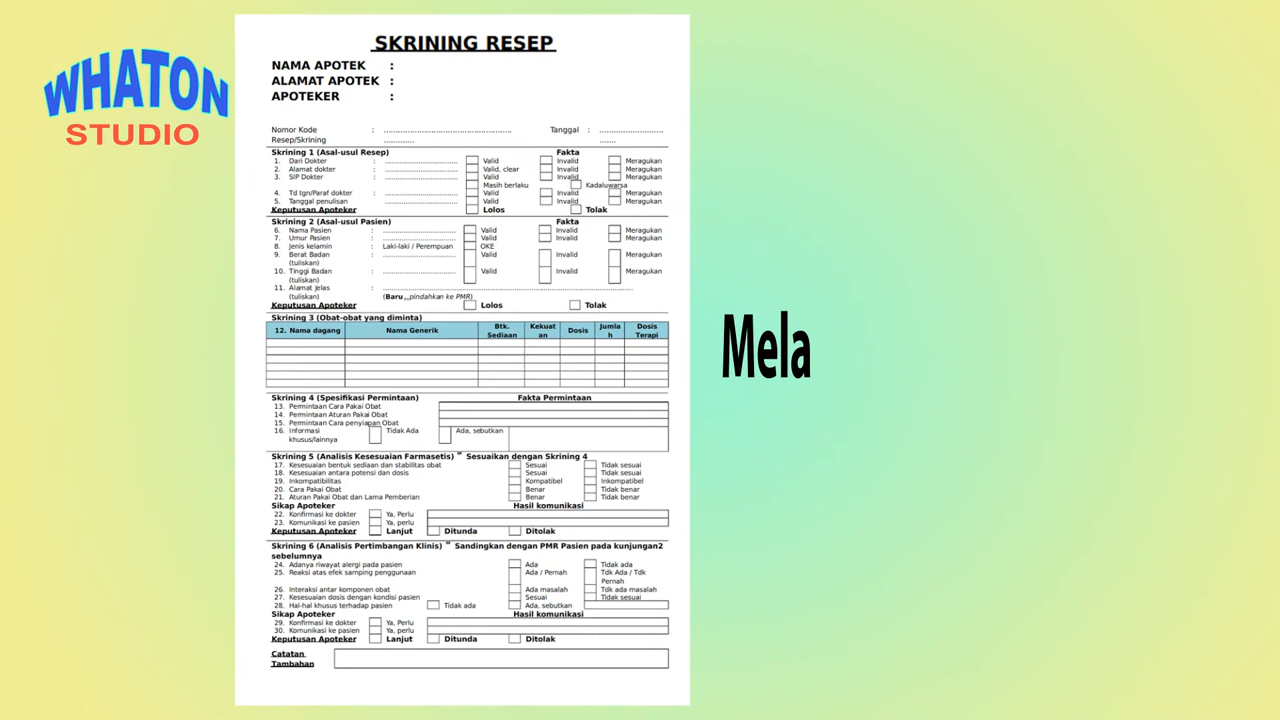 WHATON
STUDIO
SKRINING RESEP
NAMA APOTEK :
ALAMAT APOTEK :
APOTEKER :
Nomor Kode : ...................................................... Tanggal : ...........................
Resep/Skrining ............. .......
Skrining 1 (Asal-usul Resep) Fakta
1. Dari Dokter : ............................... Valid Invalid Meragukan
2. Alamat dokter : ............................... Valid, clear Invalid Meragukan
3. SIP Dokter : ............................... Valid Invalid Meragukan
Masih berlaku Kadaluwarsa
4. Td tgn/Paraf dokter : ............................... Valid Invalid Meragukan
5. Tanggal penulisan ............................... Valid Invalid Meragukan
Keputusan Apoteker Lolos Tolak
Skrining 2 (Asal-usul Pasien) Fakta
6. Nama Pasien : ............................... Valid Invalid Meragukan
7. Umur Pasien : ............................... Valid Invalid Meragukan
8. Jenis kelamin : Laki-laki / Perempuan OKE
9. Berat Badan : ............................... Valid Invalid Meragukan
(tuliskan)
10. Tinggi Badan : ............................... Valid Invalid Meragukan
(tuliskan)
11. Alamat Jelas : ..........................................................................................................
(tuliskan) (Baru,,,pindahkan ke PMR)
Keputusan Apoteker Lolos Tolak
Skrining 3 (Obat-obat yang diminta)
12. Nama dagang Nama Generik Btk. Sediaan Kekuat an Dosis Jumla h Dosis Terapi
Skrining 4 (Spesifikasi Permintaan) Fakta Permintaan
13. Permintaan Cara Pakai Obat
14. Permintaan Aturan Pakai Obat
15. Permintaan Cara penyiapan Obat
16. Informasi Tidak Ada Ada, sebutkan
khusus/lainnya
Skrining 5 (Analisis Kesesuaian Farmasetis) " Sesuaikan dengan Skrining 4
17. Kesesuaian bentuk sediaan dan stabilitas obat Sesuai Tidak sesuai
18. Kesesuaian antara potensi dan dosis Sesuai Tidak sesuai
19. Inkompatibilitas Kompatibel Inkompatibel
20. Cara Pakai Obat Benar Tidak benar
21. Aturan Pakai Obat dan Lama Pemberian Benar Tidak benar
Sikap Apoteker Hasil komunikasi
22. Konfirmasi ke dokter Ya, Perlu
23. Komunikasi ke pasien Ya, perlu
Keputusan Apoteker Lanjut Ditunda Ditolak
Skrining 6 (Analisis Pertimbangan Klinis) " Sandingkan dengan PMR Pasien pada kunjungan2
sebelumnya
24. Adanya riwayat alergi pada pasien Ada Tidak ada
25. Reaksi atas efek samping penggunaan Ada / Pernah Tdk Ada / Tdk
Pernah
26. Interaksi antar komponen obat Ada masalah Tdk ada masalah
27. Kesesuaian dosis dengan kondisi pasien Sesuai Tidak sesuai
28. Hal-hal khusus terhadap pasien Tidak ada Ada, sebutkan
Sikap Apoteker Hasil komunikasi
29. Konfirmasi ke dokter Ya, Perlu
30. Komunikasi ke pasien Ya, perlu
Keputusan Apoteker Lanjut Ditunda Ditolak
Catatan
Tambahan
Mela